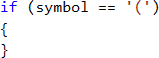 if (symbol == '(')
{
}